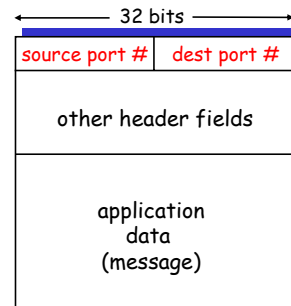 32 bits
source port # dest port #
other header fields
application
data
(message)